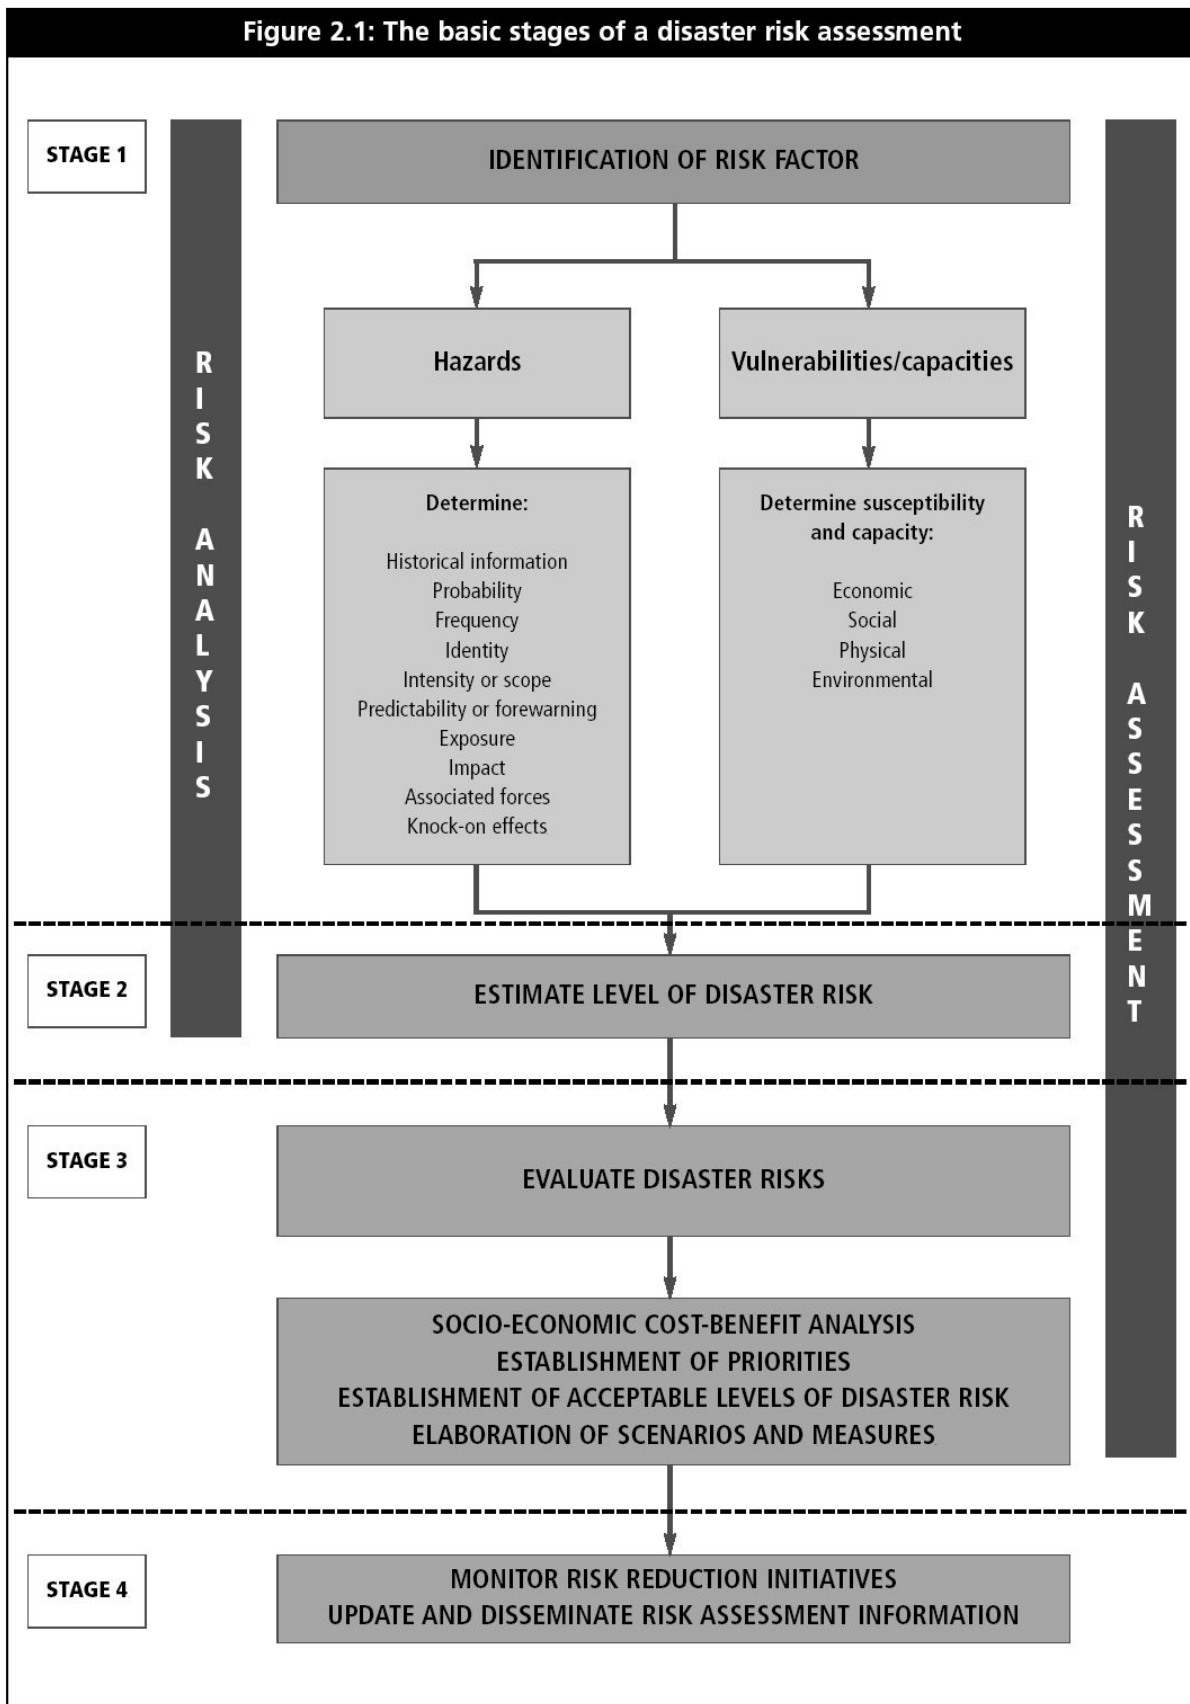 Figure 2.1: The basic stages of a disaster risk assessment
STAGE 1
IDENTIFICATION OF RISK FACTOR
RISK ANALYSIS
RISK ASSESSMENT
Hazards
Vulnerabilities/capacities
Determine:
Historical information
Probability
Frequency
Identity
Intensity or scope
Predictability or forewarning
Exposure
Impact
Associated forces
Knock-on effects
Determine susceptibility
and capacity:
Economic
Social
Physical
Environmental
STAGE 2
ESTIMATE LEVEL OF DISASTER RISK
STAGE 3
EVALUATE DISASTER RISKS
SOCIO-ECONOMIC COST-BENEFIT ANALYSIS
ESTABLISHMENT OF PRIORITIES
ESTABLISHMENT OF ACCEPTABLE LEVELS OF DISASTER RISK
ELABORATION OF SCENARIOS AND MEASURES
STAGE 4
MONITOR RISK REDUCTION INITIATIVES
UPDATE AND DISSEMINATE RISK ASSESSMENT INFORMATION